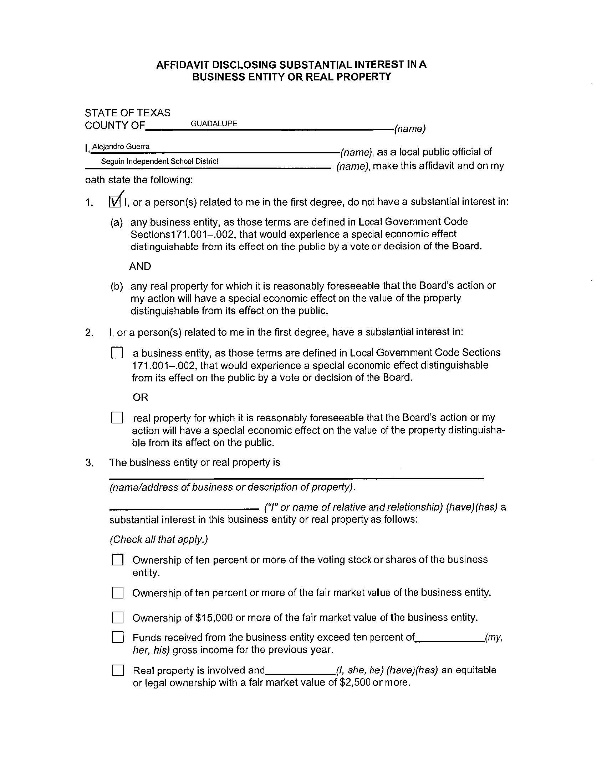 AFFIDAVIT DISCLOSING SUBSTANTIAL INTEREST IN A
BUSINESS ENTITY OR REAL PROPERTY
STATE OF TEXAS
COUNTY OF GUADALUPE (name)
I, Alejandro Guerra (name), as a local public official of
Seguin Independent School District (name), make this affidavit and on my
oath state the following:
1. I, or a person(s) related to me in the first degree, do not have a substantial interest in:
(a) any business entity, as those terms are defined in Local Government Code
Sections171.001–.002, that would experience a special economic effect
distinguishable from its effect on the public by a vote or decision of the Board.
AND
(b) any real property for which it is reasonably foreseeable that the Board's action or
my action will have a special economic effect on the value of the property
distinguishable from its effect on the public.
2. I, or a person(s) related to me in the first degree, have a substantial interest in:
a business entity, as those terms are defined in Local Government Code Sections
171.001–.002, that would experience a special economic effect distinguishable
from its effect on the public by a vote or decision of the Board.
OR
real property for which it is reasonably foreseeable that the Board's action or my
action will have a special economic effect on the value of the property distinguisha-
ble from its effect on the public.
3. The business entity or real property is
(name/address of business or description of property).
("I" or name of relative and relationship) (have)(has) a
substantial interest in this business entity or real property as follows:
(Check all that apply.)
Ownership of ten percent or more of the voting stock or shares of the business
entity.
Ownership of ten percent or more of the fair market value of the business entity.
Ownership of $15,000 or more of the fair market value of the business entity.
Funds received from the business entity exceed ten percent of (my,
her, his) gross income for the previous year.
Real property is involved and (I, she, he) (have)(has) an equitable
or legal ownership with a fair market value of $2,500 or more.